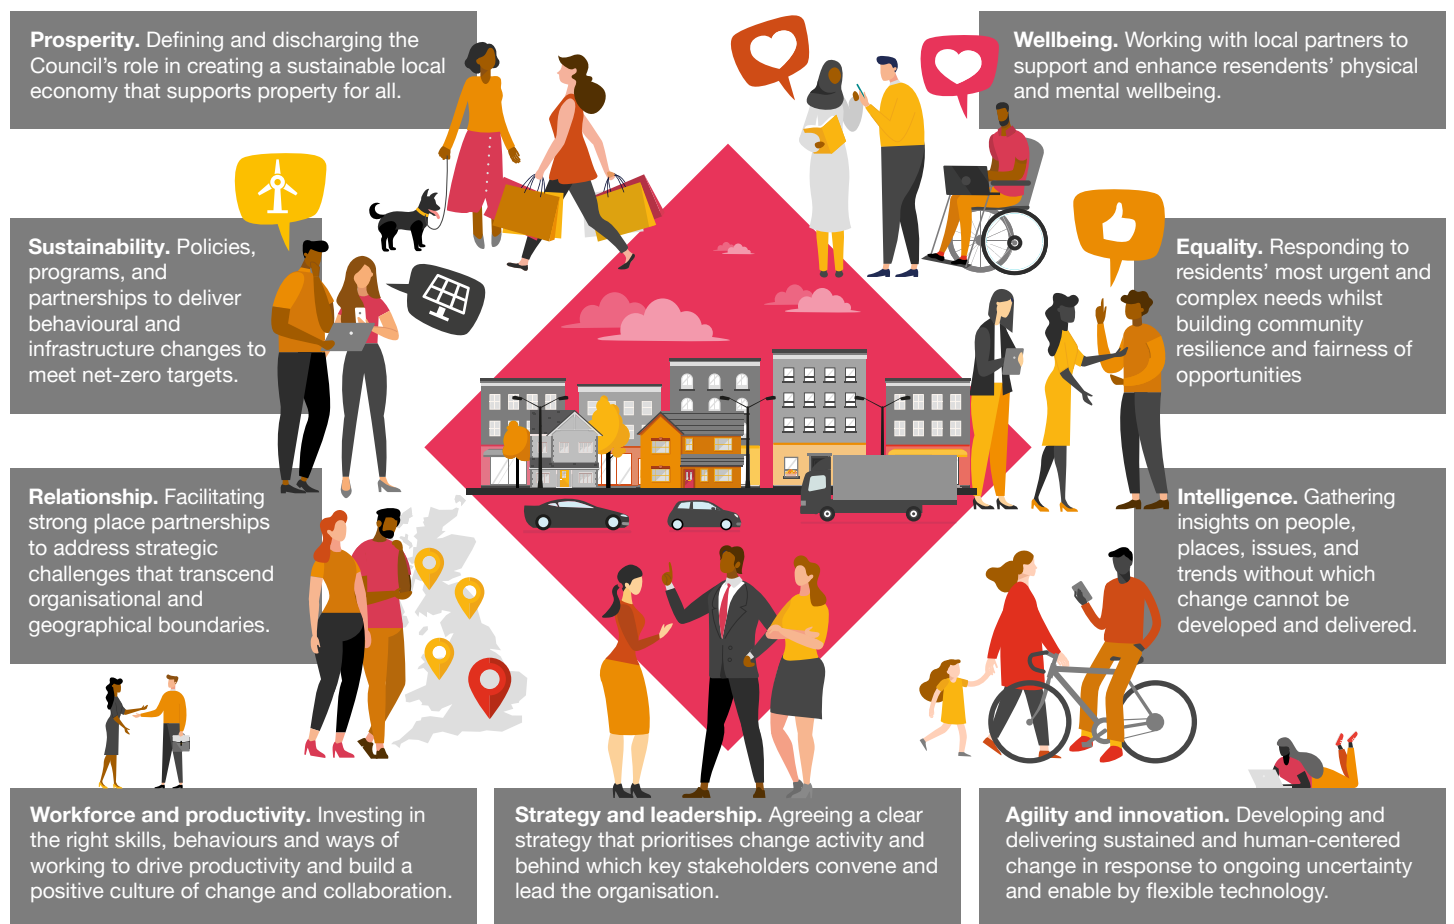 Prosperity. Defining and discharging the
Council's role in creating a sustainable local
economy that supports property for all.
Wellbeing. Working with local partners to
support and enhance resendents' physical
and mental wellbeing.
Sustainability. Policies,
programs, and
partnerships to deliver
behavioural and
infrastructure changes to
meet net-zero targets.
Equality. Responding to
residents' most urgent and
complex needs whilst
building community
resilience and fairness of
opportunities
Relationship. Facilitating
strong place partnerships
to address strategic
challenges that transcend
organisational and
geographical boundaries.
Intelligence. Gathering
insights on people,
places, issues, and
trends without which
change cannot be
developed and delivered.
Workforce and productivity. Investing in
the right skills, behaviours and ways of
working to drive productivity and build a
positive culture of change and collaboration.
Strategy and leadership. Agreeing a clear
strategy that prioritises change activity and
behind which key stakeholders convene and
lead the organisation.
Agility and innovation. Developing and
delivering sustained and human-centered
change in response to ongoing uncertainty
and enable by flexible technology.